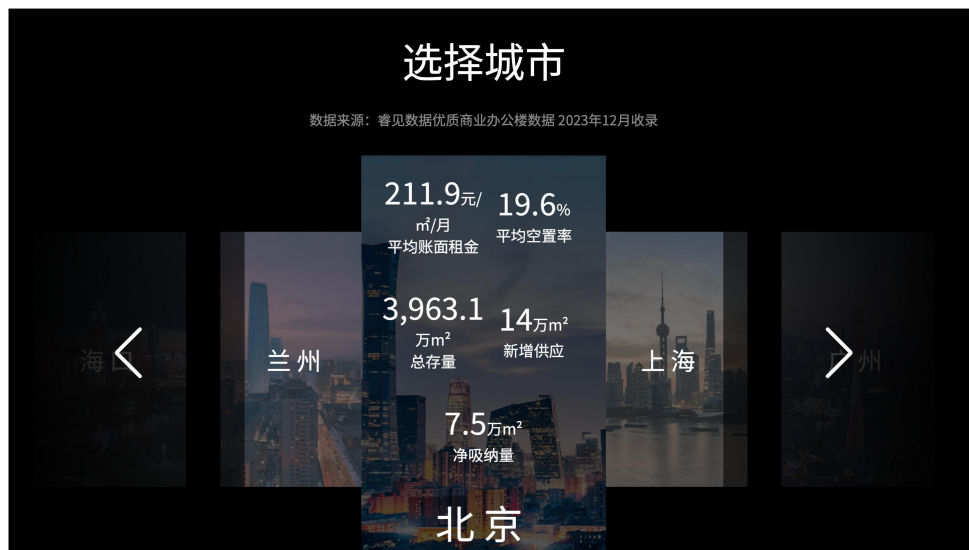 选择城市
数据来源：睿见数据优质商业办公楼数据 2023年12月收录
211.9元/
㎡/月
平均账面租金
19.6%
平均空置率
3,963.1
万m²
总存量
14万m²
新增供应
7.5万m²
净吸纳量
北京
海口
兰州
上海
广州